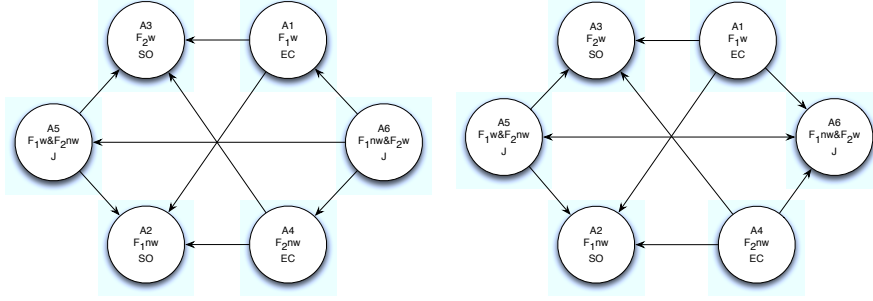 A3
F₂w
SO
A1
F₁w
EC
A5
F₁w&F₂nw
J
A6
F₁nw&F₂w
J
A2
F₁nw
SO
A4
F₂nw
EC
A3
F₂w
SO
A1
F₁w
EC
A5
F₁w&F₂nw
J
A6
F₁nw&F₂w
J
A2
F₁nw
SO
A4
F₂nw
EC